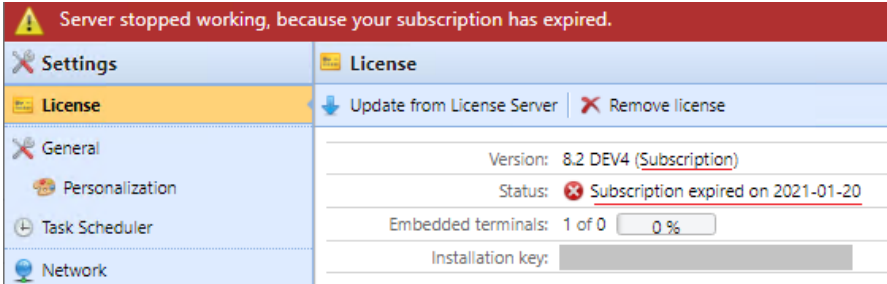 Server stopped working, because your subscription has expired.
Settings
License
License
Update from License Server
Remove license
General
Personalization
Task Scheduler
Network
Version: 8.2 DEV4 (Subscription)
Status: Subscription expired on 2021-01-20
Embedded terminals: 1 of 0 0 %
Installation key: